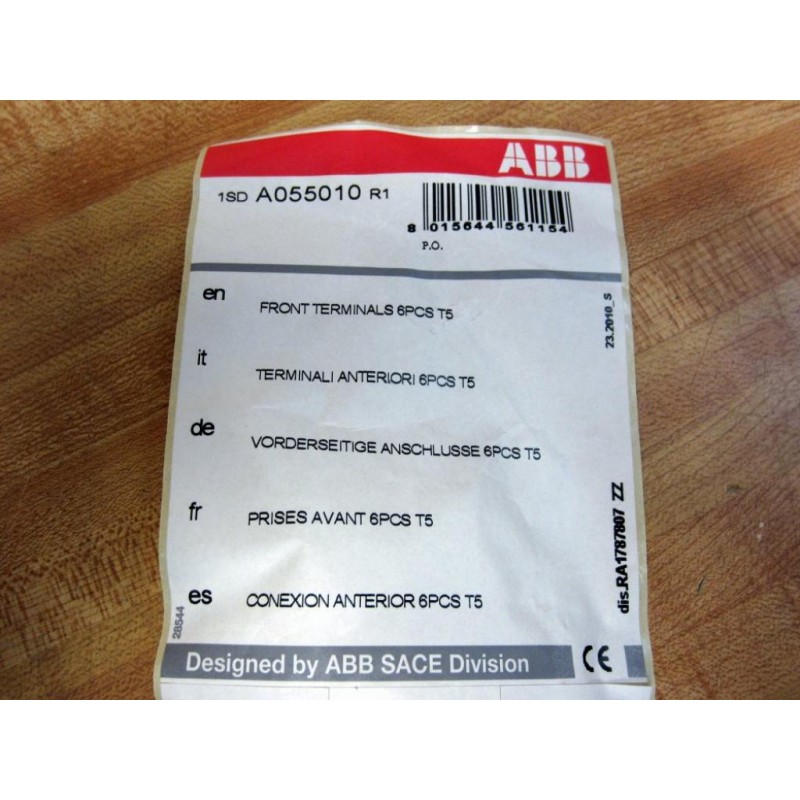 ABB
1SD A055010 R1
8 015644 561154
P.O.
23.2010_S
en FRONT TERMINALS 6PCS T5
it TERMINALI ANTERIORI 6PCS T5
de VORDERSEITIGE ANSCHLUSSE 6PCS T5
fr PRISES AVANT 6PCS T5
es CONEXION ANTERIOR 6PCS T5
dis.RA1787807 ZZ
28544
Designed by ABB SACE Division
CE